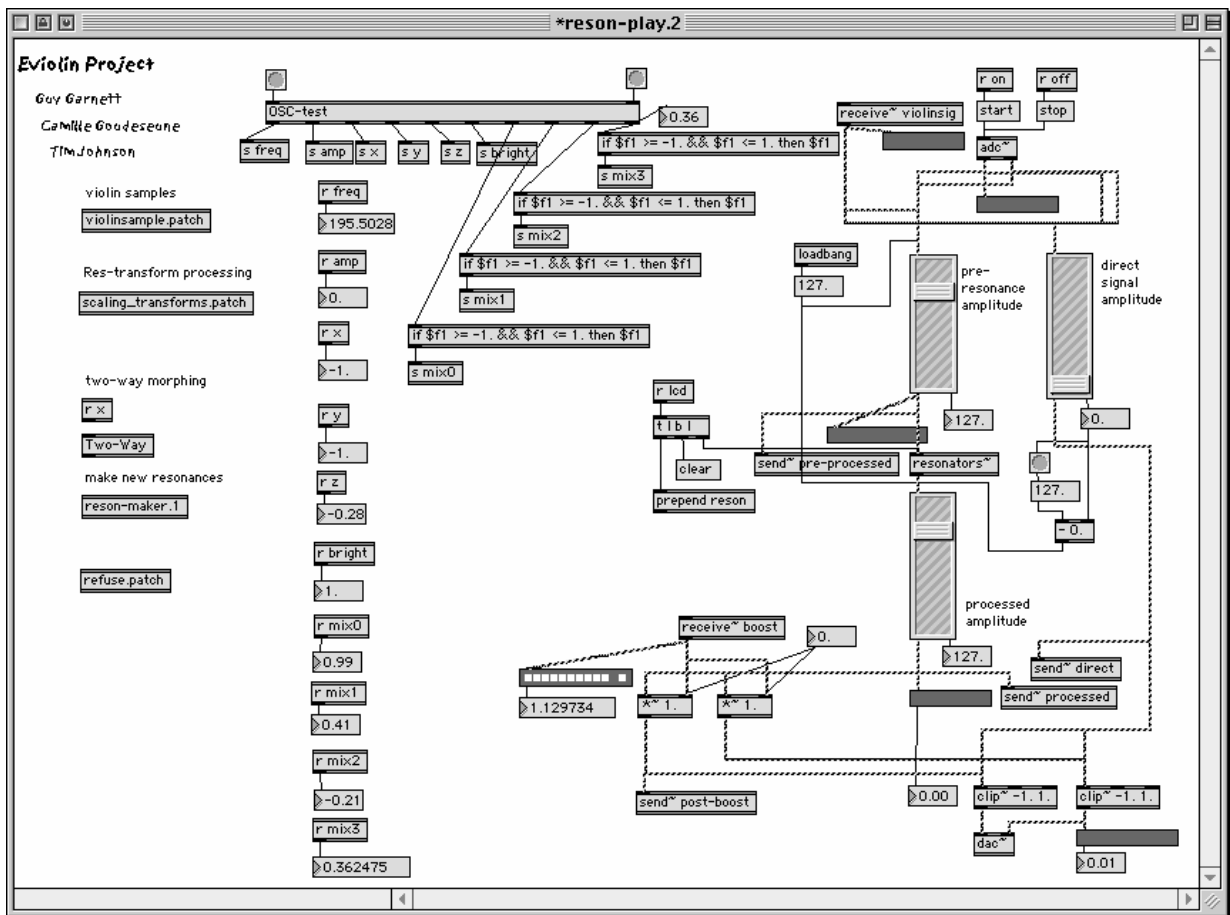 *reson-play.2
Eviolin Project
Guy Garnett
Camille Goudeseune
Tim Johnson
OSC-test
s freq
s amp
s x
s y
s z
s bright
0.36
if $f1 >= -1. && $f1 <= 1. then $f1
s mix3
if $f1 >= -1. && $f1 <= 1. then $f1
s mix2
if $f1 >= -1. && $f1 <= 1. then $f1
s mix1
if $f1 >= -1. && $f1 <= 1. then $f1
s mix0
violin samples
violinsample.patch
Res-transform processing
scaling_transforms.patch
two-way morphing
r x
Two-Way
make new resonances
reson-maker.1
refuse.patch
r freq
195.5028
r amp
0.
r x
-1.
r y
-1.
r z
-0.28
r bright
1.
r mix0
0.99
r mix1
0.41
r mix2
-0.21
r mix3
0.362475
r on
r off
receive~ violinsig
start
stop
adc~
loadbang
127.
pre-
resonance
amplitude
direct
signal
amplitude
r lcd
t l b l
clear
prepend reson
127.
0.
send~ pre-processed
resonators~
127.
- 0.
processed
amplitude
receive~ boost
0.
127.
send~ direct
send~ processed
1.129734
*~ 1.
*~ 1.
send~ post-boost
0.00
clip~ -1. 1.
clip~ -1. 1.
dac~
0.01